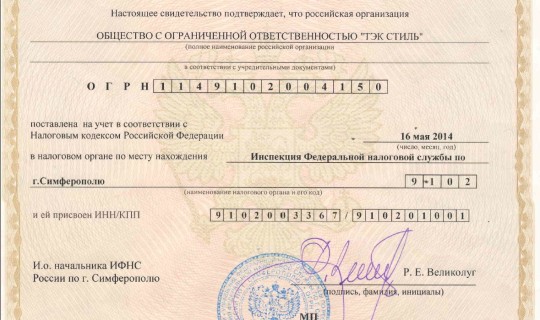 Настоящее свидетельство подтверждает, что российская организация
ОБЩЕСТВО С ОГРАНИЧЕННОЙ ОТВЕТСТВЕННОСТЬЮ "ТЭК СТИЛЬ"
(полное наименование российской организации
в соответствии с учредительными документами)
О Г Р Н 1 1 4 9 1 0 2 0 0 4 1 5 0
поставлена на учет в соответствии с
Налоговым кодексом Российской Федерации 16 мая 2014
(число, месяц, год)
в налоговом органе по месту нахождения Инспекция Федеральной налоговой службы по
г.Симферополю 9 1 0 2
(наименование налогового органа и его код)
и ей присвоен ИНН/КПП 9 1 0 2 0 0 3 3 6 7 / 9 1 0 2 0 1 0 0 1
И.о. начальника ИФНС
России по г. Симферополю
Р. Е. Великолуг
(подпись, фамилия, инициалы)
МП